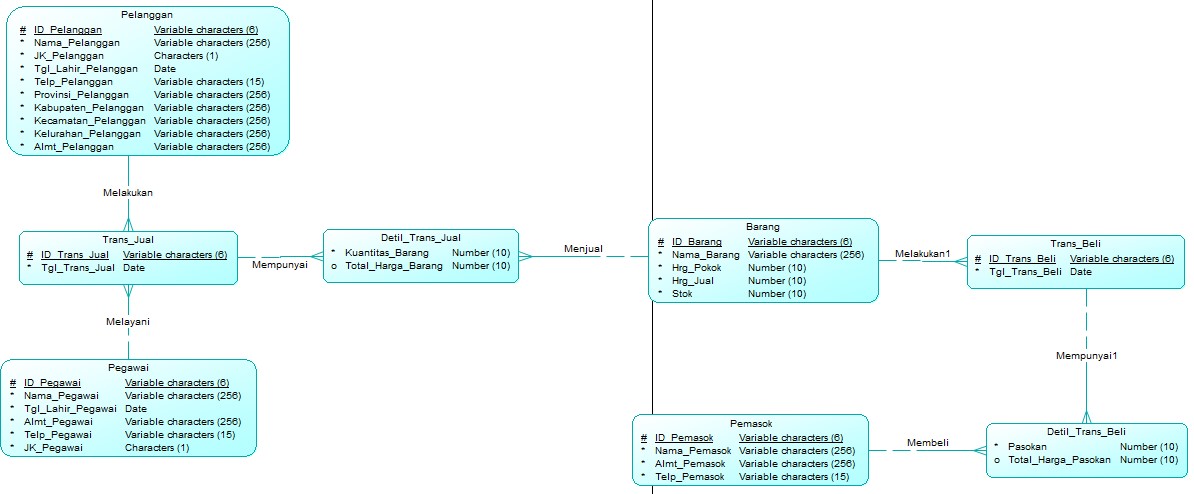 Pelanggan
# ID_Pelanggan Variable characters (6)
* Nama_Pelanggan Variable characters (256)
* JK_Pelanggan Characters (1)
* Tgl_Lahir_Pelanggan Date
* Telp_Pelanggan Variable characters (15)
* Provinsi_Pelanggan Variable characters (256)
* Kabupaten_Pelanggan Variable characters (256)
* Kecamatan_Pelanggan Variable characters (256)
* Kelurahan_Pelanggan Variable characters (256)
* Almt_Pelanggan Variable characters (256)
Melakukan
Trans_Jual
# ID_Trans_Jual Variable characters (6)
* Tgl_Trans_Jual Date
Mempunyai
Detil_Trans_Jual
* Kuantitas_Barang Number (10)
o Total_Harga_Barang Number (10)
Menjual
Barang
# ID_Barang Variable characters (6)
* Nama_Barang Variable characters (256)
* Hrg_Pokok Number (10)
* Hrg_Jual Number (10)
* Stok Number (10)
Melakukan1
Trans_Beli
# ID_Trans_Beli Variable characters (6)
* Tgl_Trans_Beli Date
Melayani
Mempunyai1
Pegawai
# ID_Pegawai Variable characters (6)
* Nama_Pegawai Variable characters (256)
* Tgl_Lahir_Pegawai Date
* Almt_Pegawai Variable characters (256)
* Telp_Pegawai Variable characters (15)
* JK_Pegawai Characters (1)
Pemasok
# ID_Pemasok Variable characters (6)
* Nama_Pemasok Variable characters (256)
* Almt_Pemasok Variable characters (256)
* Telp_Pemasok Variable characters (15)
Membeli
Detil_Trans_Beli
* Pasokan Number (10)
o Total_Harga_Pasokan Number (10)